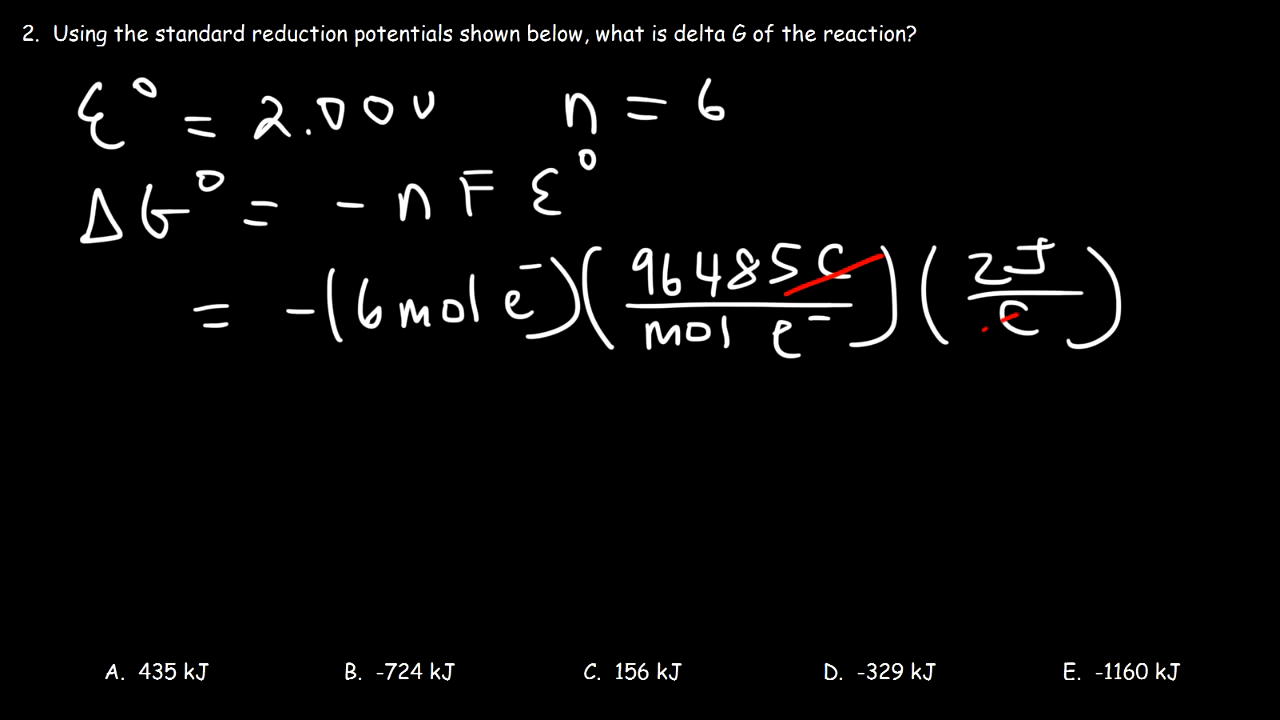 2. Using the standard reduction potentials shown below, what is delta G of the reaction?
ℰ° = 2.00 V n = 6
ΔG° = - n F ℰ°
= -(6 mol e⁻)(96485 C / mol e⁻)(2 J / C)
A. 435 kJ B. -724 kJ C. 156 kJ D. -329 kJ E. -1160 kJ